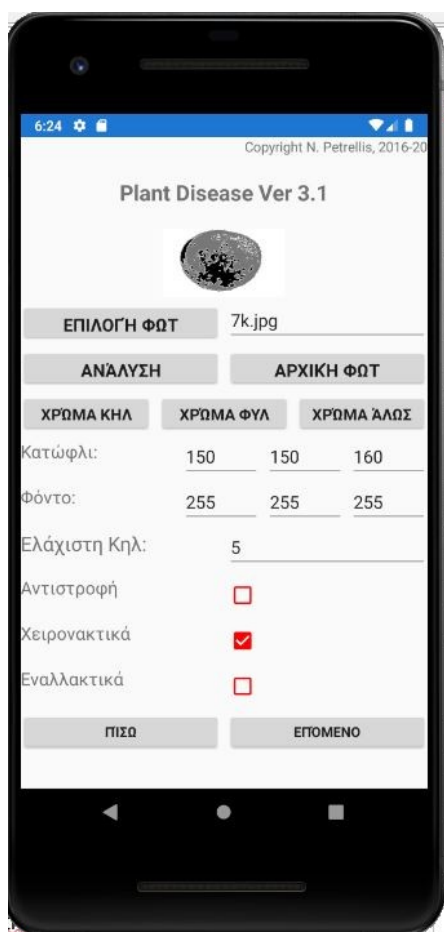 6:24
Copyright N. Petrellis, 2016-20
Plant Disease Ver 3.1
ΕΠΙΛΟΓΉ ΦΩΤ 7k.jpg
ΑΝΆΛΥΣΗ ΑΡΧΙΚΉ ΦΩΤ
ΧΡΏΜΑ ΚΗΛ ΧΡΏΜΑ ΦΥΛ ΧΡΏΜΑ ΆΛΩΣ
Κατώφλι: 150 150 160
Φόντο: 255 255 255
Ελάχιστη Κηλ: 5
Αντιστροφή
Χειρονακτικά
Εναλλακτικά
ΠΊΣΩ ΕΠΌΜΕΝΟ